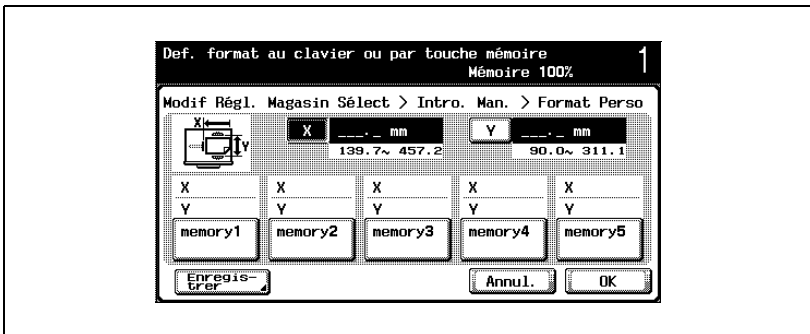 Def. format au clavier ou par touche mémoire
1
Mémoire 100%
Modif Régl. Magasin Sélect > Intro. Man. > Format Perso
X Y
X ___._ mm Y ___._ mm
139.7~ 457.2 90.0~ 311.1
X X X X X
Y Y Y Y Y
memory1 memory2 memory3 memory4 memory5
Enregis-
trer
Annul. OK